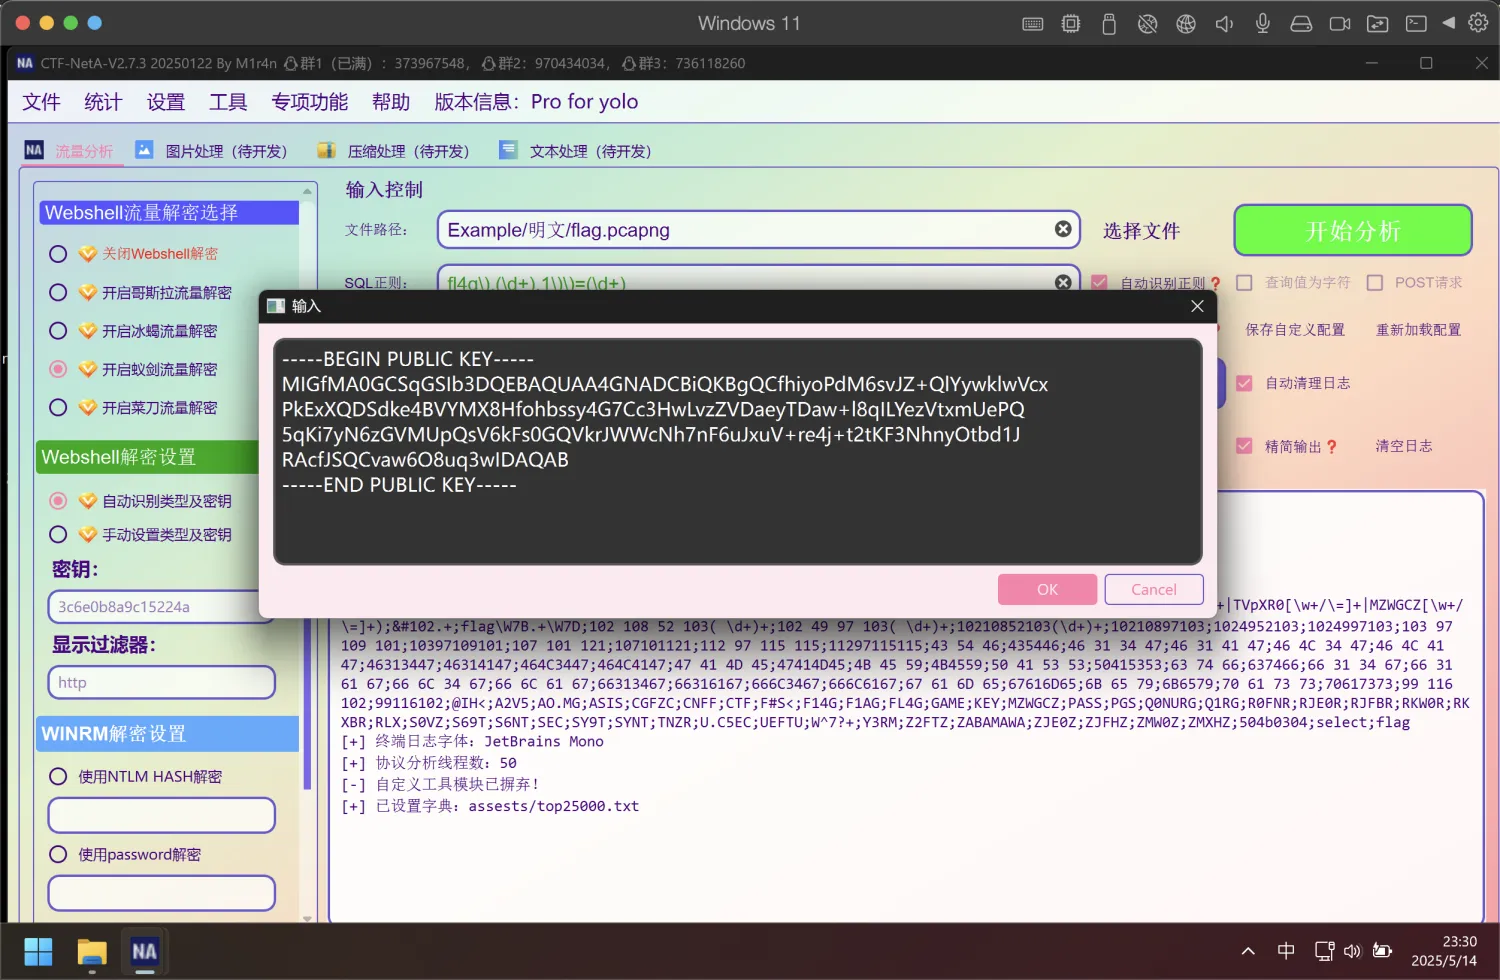 Windows 11
CTF-NetA-V2.7.3 20250122 By M1r4n 群1（已满）：373967548，群2：970434034，群3：736118260
文件 统计 设置 工具 专项功能 帮助 版本信息：Pro for yolo
NA 流量分析 图片处理（待开发） 压缩处理（待开发） 文本处理（待开发）
输入控制
Webshell流量解密选择
文件路径： Example/明文/flag.pcapng 选择文件 开始分析
关闭Webshell解密
SQL正则： fl4g\),(\d+),1\)\)=(\d+) 自动识别正则❓ 查询值为字符 POST请求
开启哥斯拉流量解密
输入
保存自定义配置 重新加载配置
开启冰蝎流量解密
开启蚁剑流量解密
自动清理日志
开启菜刀流量解密
-----BEGIN PUBLIC KEY-----
MIGfMA0GCSqGSIb3DQEBAQUAA4GNADCBiQKBgQCfhiyoPdM6svJZ+QlYywklwVcx
PkExXQDSdke4BVYMX8Hfohbssy4G7Cc3HwLvzZVDaeyTDaw+l8qILYezVtxmUePQ
5qKi7yN6zGVMUpQsV6kFs0GQVkrJWWcNh7nF6uJxuV+re4j+t2tKF3NhnyOtbd1J
RAcfJSQCvaw6O8uq3wIDAQAB
-----END PUBLIC KEY-----
精简输出❓ 清空日志
Webshell解密设置
自动识别类型及密钥
手动设置类型及密钥
密钥：
OK Cancel
3c6e0b8a9c15224a
显示过滤器：
http
+|TVpXR0[\w+/\=]+|MZWGCZ[\w+/
\=]+);&#102.+;flag\W7B.+\W7D;102 108 52 103( \d+)+;102 49 97 103( \d+)+;10210852103(\d+)+;10210897103;1024952103;1024997103;103 97
109 101;10397109101;107 101 121;107101121;112 97 115 115;11297115115;43 54 46;435446;46 31 34 47;46 31 41 47;46 4C 34 47;46 4C 41
47;46313447;46314147;464C3447;464C4147;47 41 4D 45;47414D45;4B 45 59;4B4559;50 41 53 53;50415353;63 74 66;637466;66 31 34 67;66 31
61 67;66 6C 34 67;66 6C 61 67;66313467;66316167;666C3467;666C6167;67 61 6D 65;67616D65;6B 65 79;6B6579;70 61 73 73;70617373;99 116
102;99116102;@IH<;A2V5;AO.MG;ASIS;CGFZC;CNFF;CTF;F#S<;F14G;F1AG;FL4G;GAME;KEY;MZWGCZ;PASS;PGS;Q0NURG;Q1RG;R0FNR;RJE0R;RJFBR;RKW0R;RK
XBR;RLX;S0VZ;S69T;S6NT;SEC;SY9T;SYNT;TNZR;U.C5EC;UEFTU;W^7?+;Y3RM;Z2FTZ;ZABAMAWA;ZJE0Z;ZJFHZ;ZMW0Z;ZMXHZ;504b0304;select;flag
[+] 终端日志字体：JetBrains Mono
[+] 协议分析线程数：50
[-] 自定义工具模块已摒弃！
[+] 已设置字典：assests/top25000.txt
WINRM解密设置
使用NTLM HASH解密
使用password解密
NA
中
23:30
2025/5/14